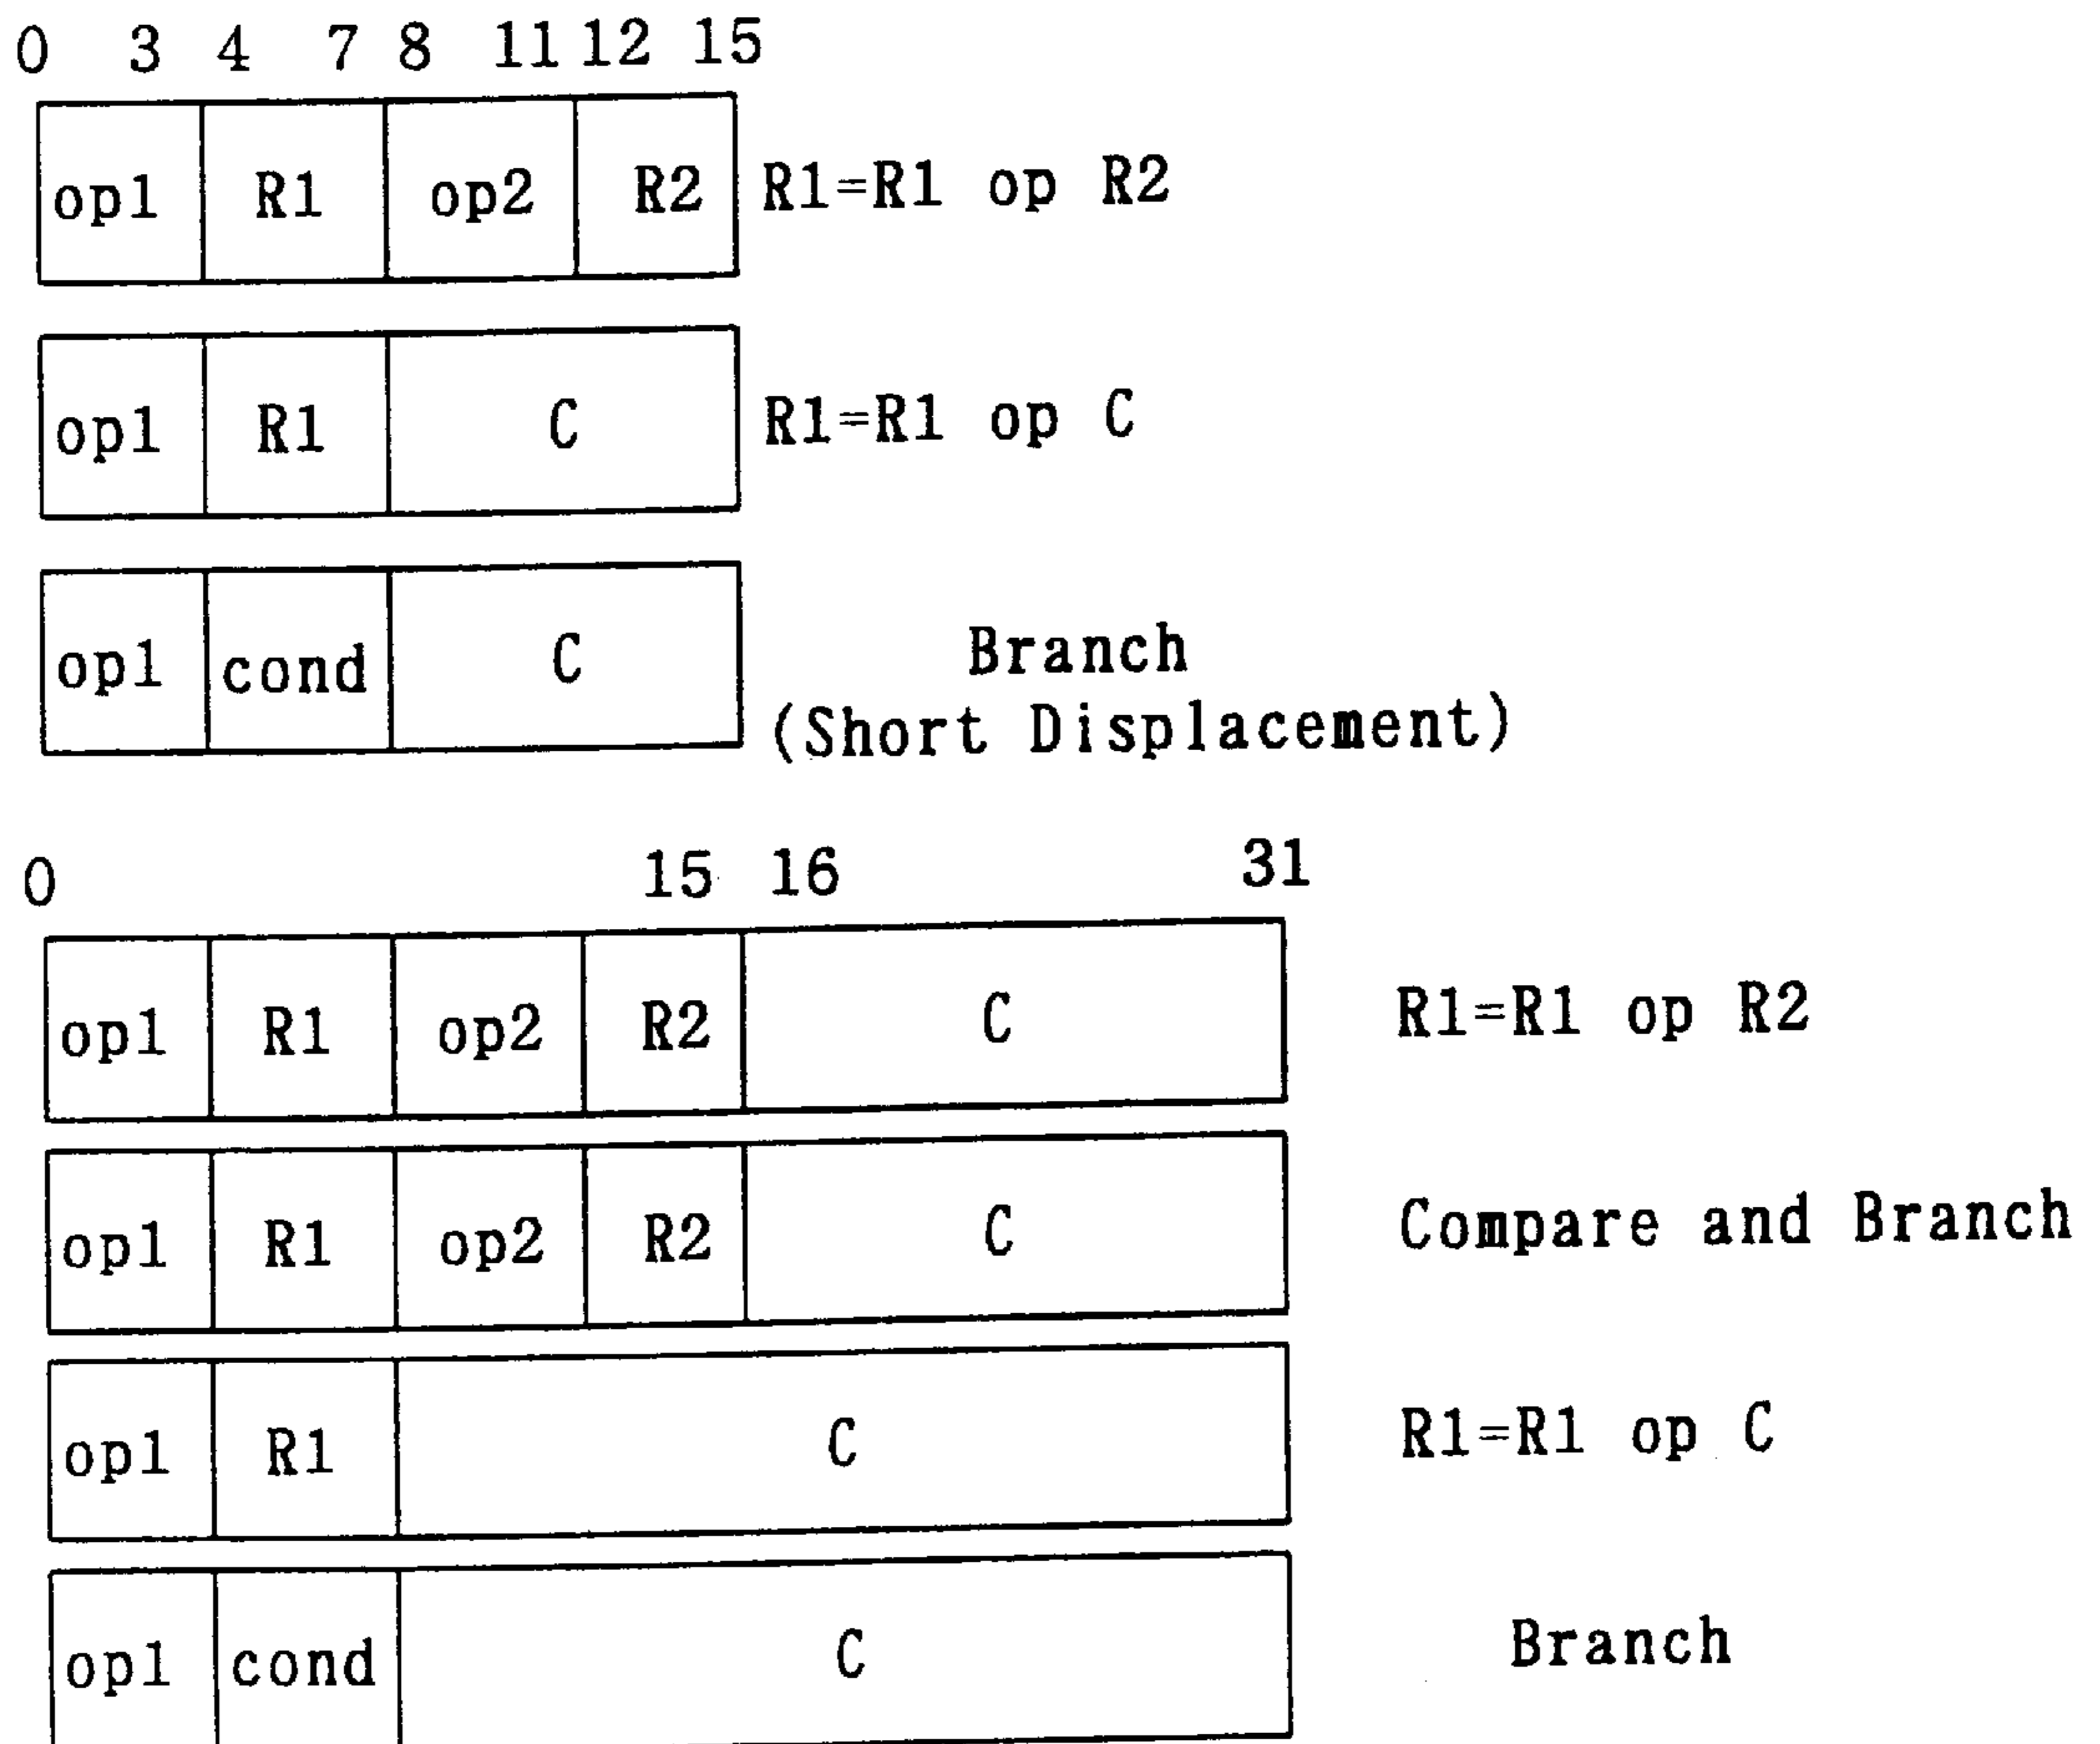 0 3 4 7 8 11 12 15
op1 R1 op2 R2 R1=R1 op R2
op1 R1 C R1=R1 op C
op1 cond C Branch
(Short Displacement)
0 15 16 31
op1 R1 op2 R2 C R1=R1 op R2
op1 R1 op2 R2 C Compare and Branch
op1 R1 C R1=R1 op C
op1 cond C Branch